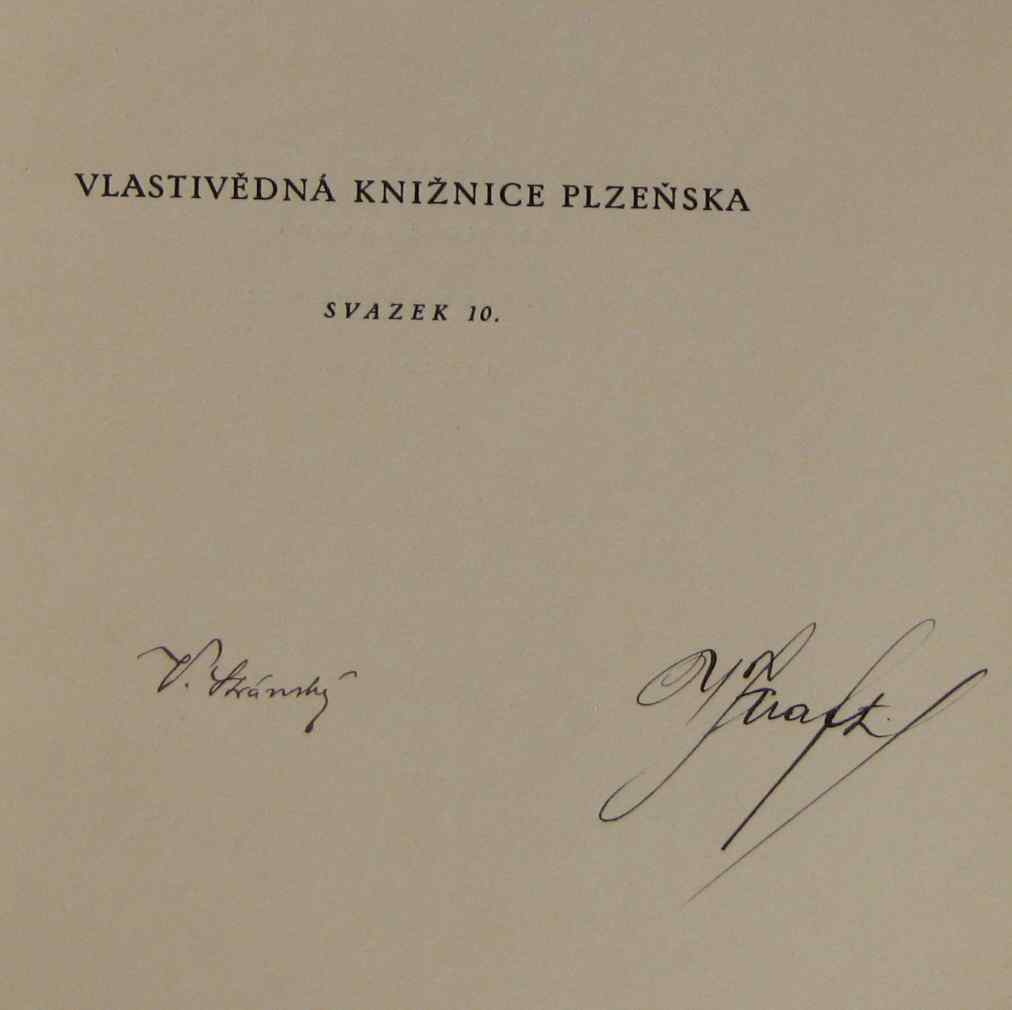 VLASTIVĚDNÁ KNIŽNICE PLZEŇSKA
SVAZEK 10.
V. Stránský
Kraft